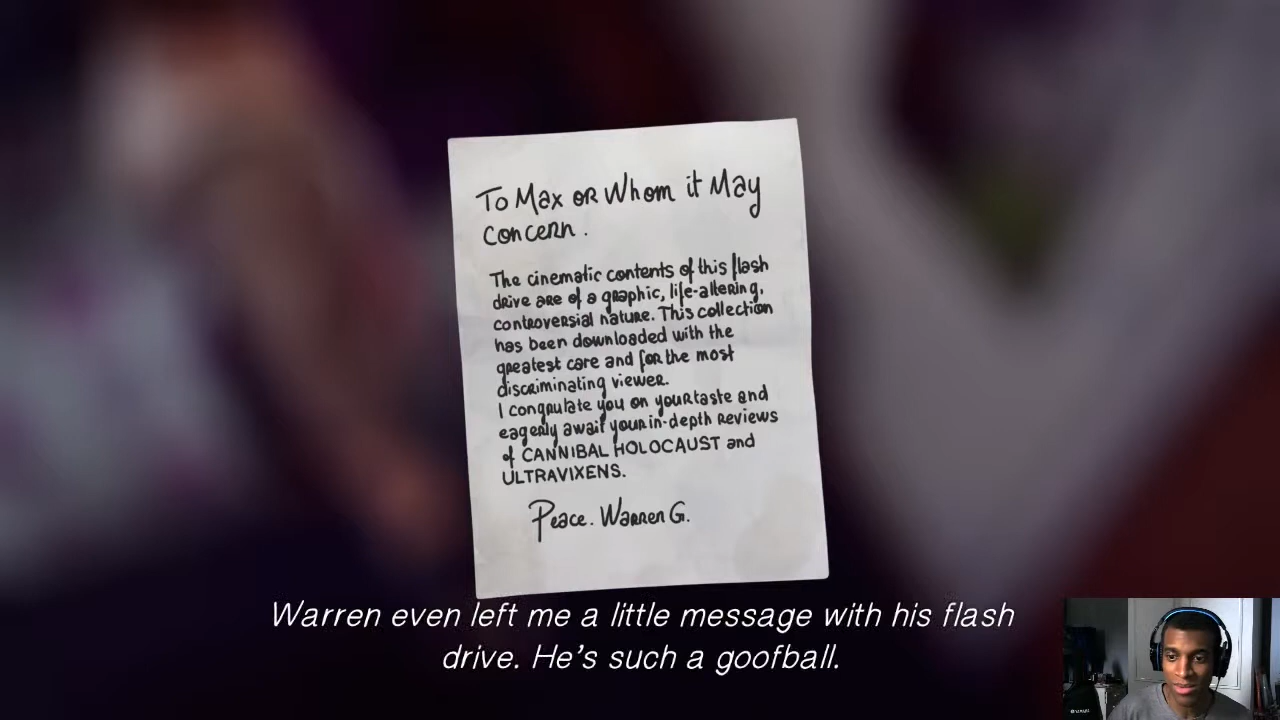 To Max or Whom it May
Concern.
The cinematic contents of this flash
drive are of a graphic, life-altering,
controversial nature. This collection
has been downloaded with the
greatest care and for the most
discriminating viewer.
I congrulate you on your taste and
eagerly await your in-depth reviews
of CANNIBAL HOLOCAUST and
ULTRAVIXENS.
Peace. Warren G.
Warren even left me a little message with his flash
drive. He's such a goofball.